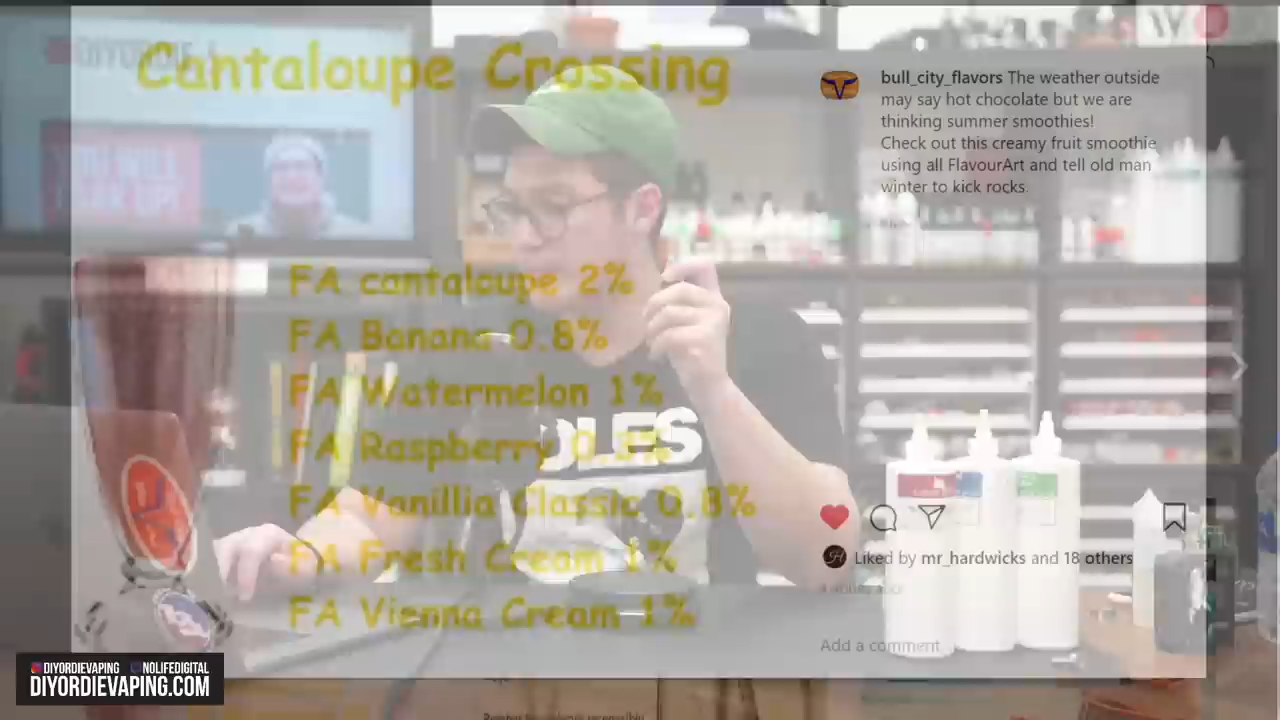 Cantaloupe Crossing
FA cantaloupe 2%
FA Banana 0.8%
FA Watermelon 1%
FA Raspberry
FA Vanillia Classic 0.8%
FA Fresh Cream 1%
FA Vienna Cream 1%
bull_city_flavors The weather outside
may say hot chocolate but we are
thinking summer smoothies!
Check out this creamy fruit smoothie
using all FlavourArt and tell old man
winter to kick rocks.
Liked by mr_hardwicks and 18 others
4 HOURS AGO
Add a comment...
DIYORDIEVAPING NOLIFEDIGITAL
DIYORDIEVAPING.COM